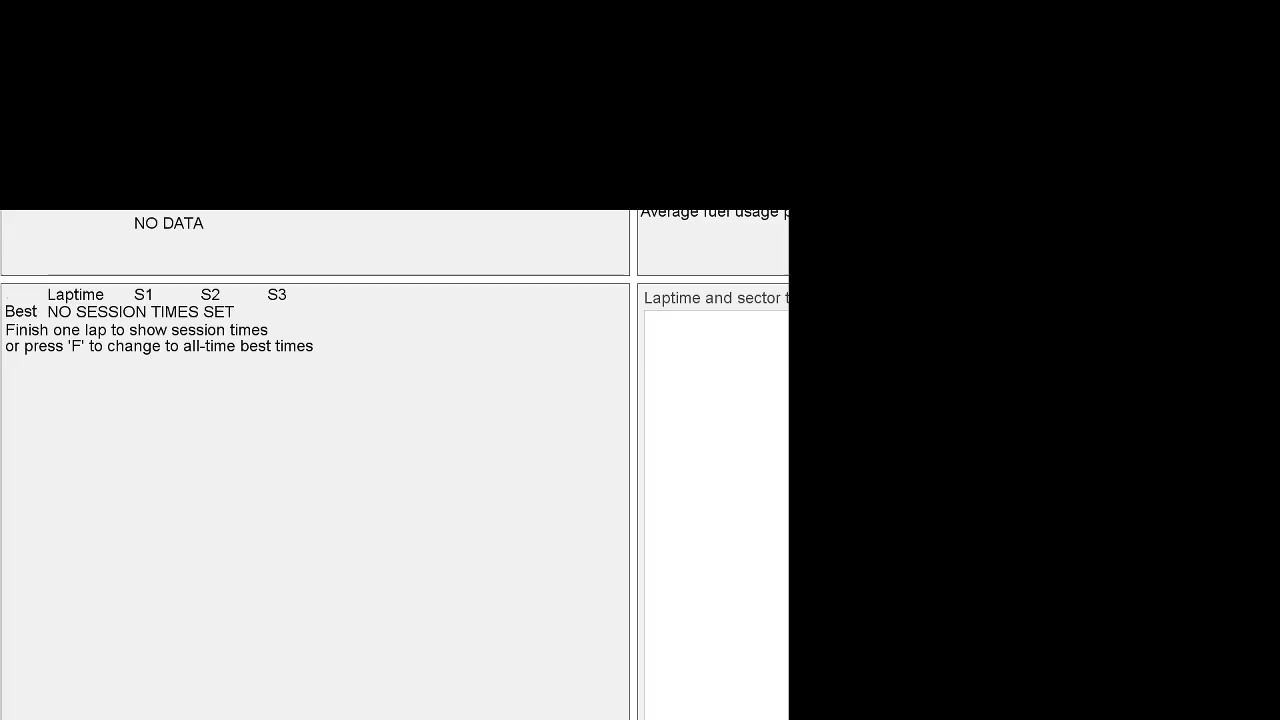 NO DATA
Average fuel usage
Laptime S1 S2 S3
Best NO SESSION TIMES SET
Finish one lap to show session times
or press 'F' to change to all-time best times
Laptime and sector